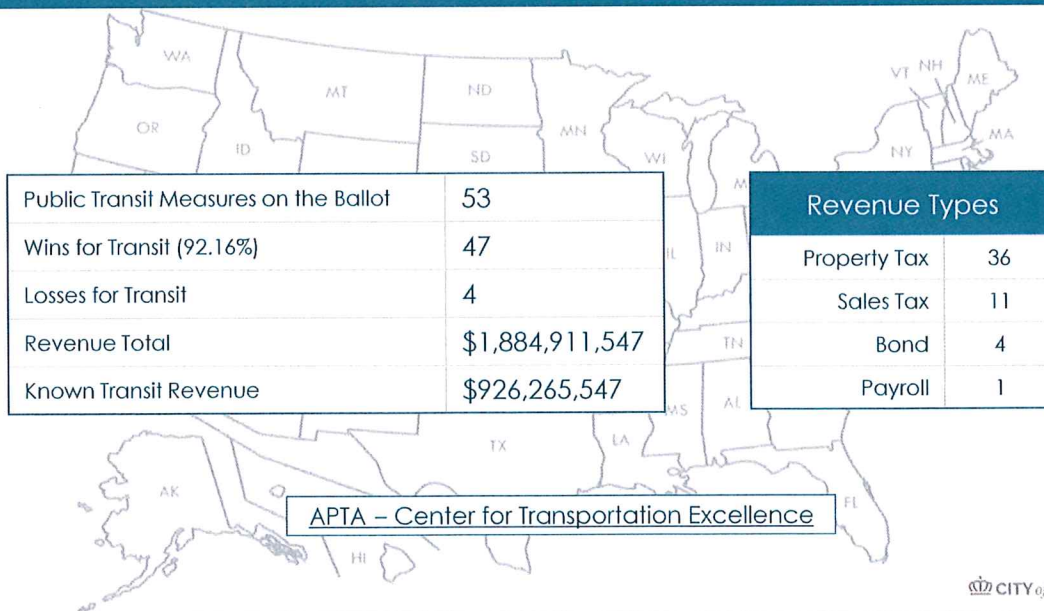 WA
MT
ND
VT NH
ME
OR
ID
MN
MA
SD
WI
NY
Public Transit Measures on the Ballot 53
Wins for Transit (92.16%) 47
Losses for Transit 4
Revenue Total $1,884,911,547
Known Transit Revenue $926,265,547
IL
IN
TN
Revenue Types
Property Tax 36
Sales Tax 11
Bond 4
Payroll 1
MS
AL
TX
LA
AK
FL
APTA – Center for Transportation Excellence
HI
CITY of